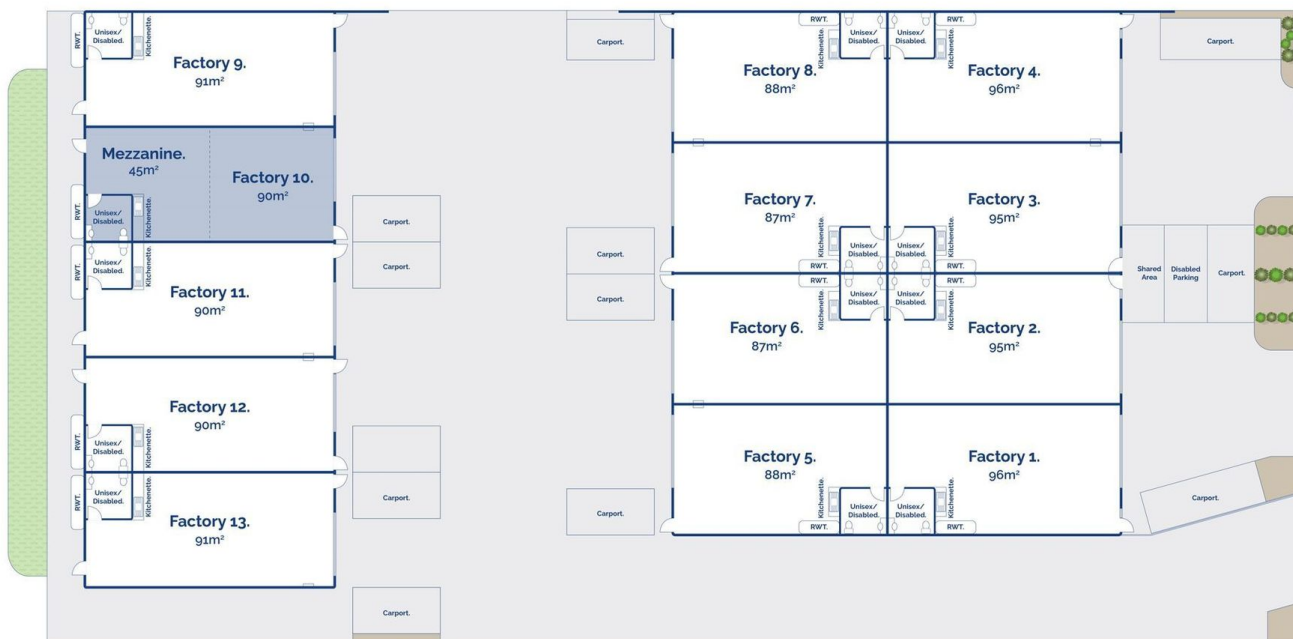 RWT.
Unisex/
Disabled.
Kitchenette.
Factory 9.
91m²
Mezzanine.
45m²
Factory 10.
90m²
RWT.
Unisex/
Disabled.
Kitchenette.
RWT.
Unisex/
Disabled.
Kitchenette.
Factory 11.
90m²
Factory 12.
90m²
RWT.
Unisex/
Disabled.
Kitchenette.
RWT.
Unisex/
Disabled.
Kitchenette.
Factory 13.
91m²
Carport.
Carport.
Carport.
Carport.
Carport.
Carport.
Carport.
Carport.
RWT.
Unisex/
Disabled.
Kitchenette.
Factory 8.
88m²
Unisex/
Disabled.
RWT.
Kitchenette.
Factory 4.
96m²
Factory 7.
87m²
Kitchenette.
Unisex/
Disabled.
RWT.
Factory 3.
95m²
Unisex/
Disabled.
Kitchenette.
RWT.
Factory 6.
87m²
RWT.
Unisex/
Disabled.
Kitchenette.
Factory 2.
95m²
RWT.
Unisex/
Disabled.
Kitchenette.
Factory 5.
88m²
Kitchenette.
Unisex/
Disabled.
RWT.
Factory 1.
96m²
Unisex/
Disabled.
Kitchenette.
RWT.
Carport.
Shared
Area
Disabled
Parking
Carport.
Carport.